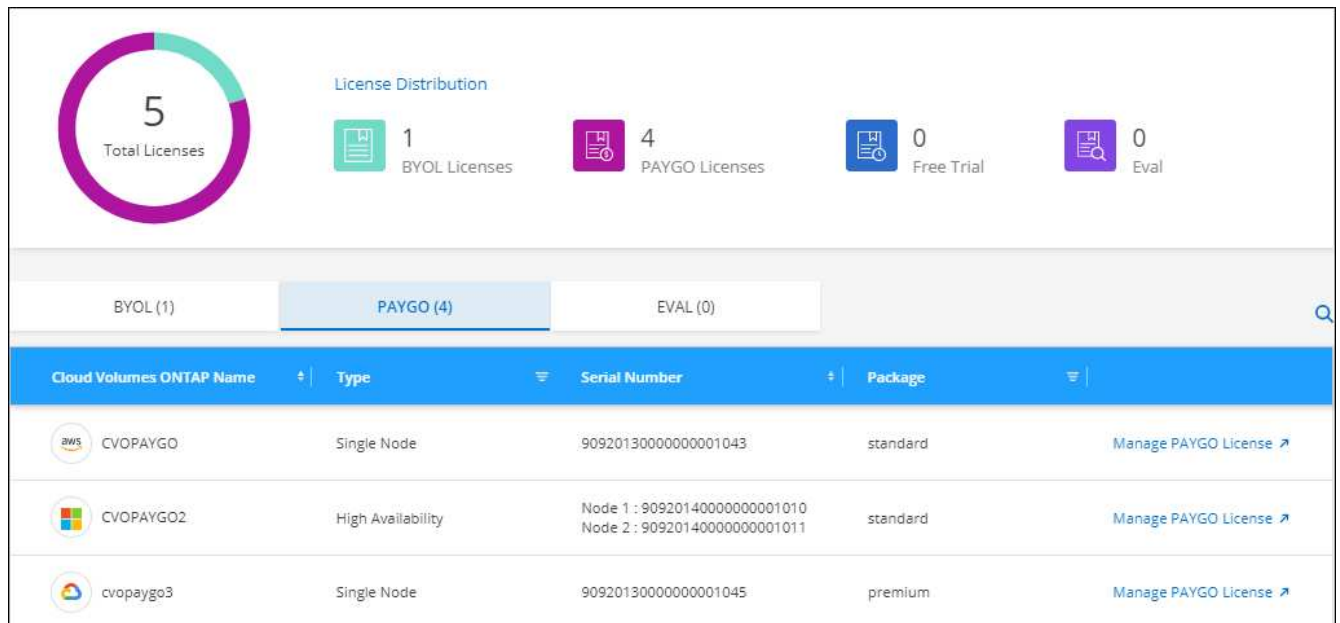 5
Total Licenses
License Distribution
1
BYOL Licenses
4
PAYGO Licenses
0
Free Trial
0
Eval
BYOL (1)
PAYGO (4)
EVAL (0)
Cloud Volumes ONTAP Name Type Serial Number Package
aws CVOPAYGO Single Node 90920130000000001043 standard Manage PAYGO License
CVOPAYGO2 High Availability Node 1 : 90920140000000001010 standard Manage PAYGO License
Node 2 : 90920140000000001011
cvopaygo3 Single Node 90920130000000001045 premium Manage PAYGO License